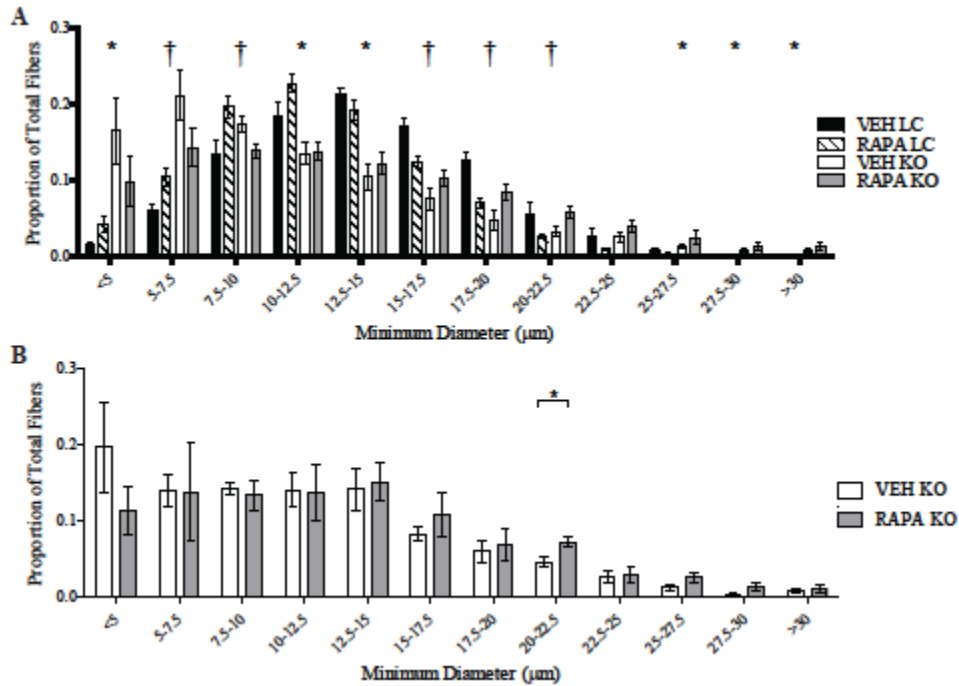 A
0.3
* † † * * † † † * * *
0.2
0.1
0.0
Proportion of Total Fibers
VEH LC
RAPA LC
VEH KO
RAPA KO
<5 5-7.5 7.5-10 10-12.5 12.5-15 15-17.5 17.5-20 20-22.5 22.5-25 25-27.5 27.5-30 >30
Minimum Diameter (µm)
B
0.3
*
0.2
0.1
0.0
Proportion of Total Fibers
VEH KO
RAPA KO
<5 5-7.5 7.5-10 10-12.5 12.5-15 15-17.5 17.5-20 20-22.5 22.5-25 25-27.5 27.5-30 >30
Minimum Diameter (µm)